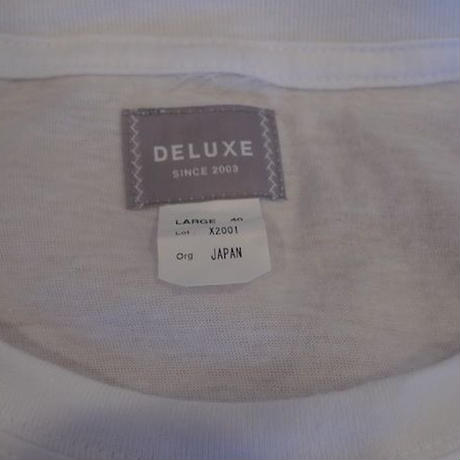 DELUXE
SINCE 2003
LARGE 40
Lot X2001
Org JAPAN